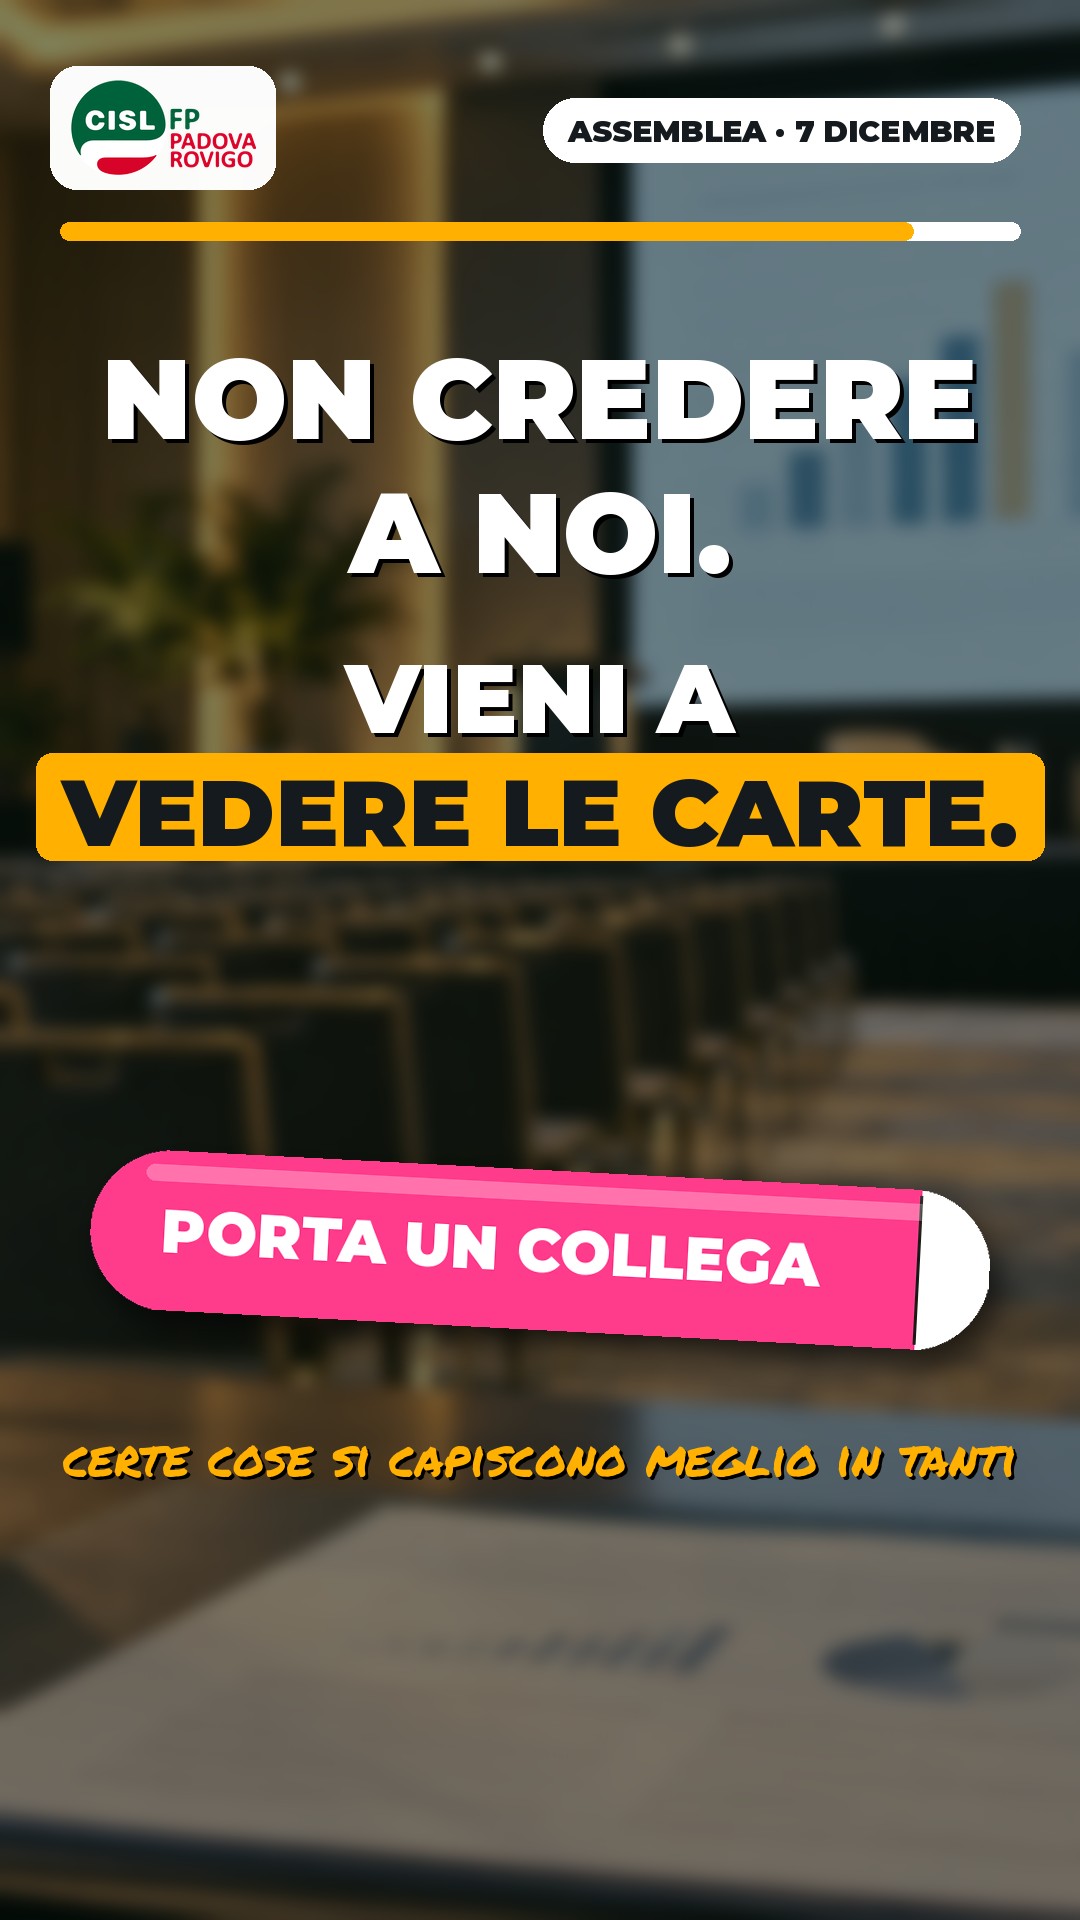 CISL FP
PADOVA
ROVIGO
ASSEMBLEA • 7 DICEMBRE
NON CREDERE
A NOI.
VIENI A
VEDERE LE CARTE.
PORTA UN COLLEGA
CERTE COSE SI CAPISCONO MEGLIO IN TANTI